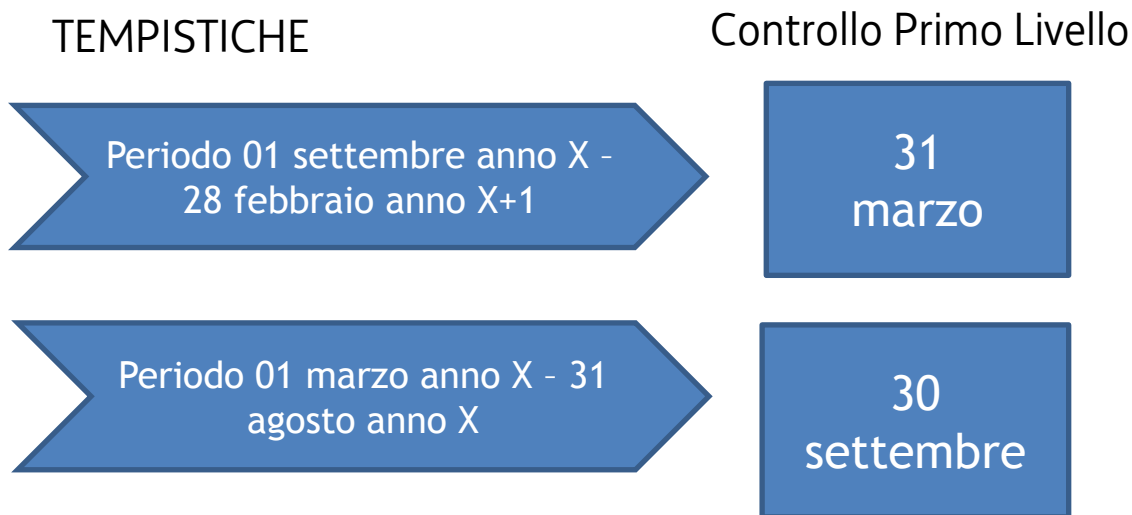 TEMPISTICHE
Controllo Primo Livello
Periodo 01 settembre anno X –
28 febbraio anno X+1
31
marzo
Periodo 01 marzo anno X – 31
agosto anno X
30
settembre